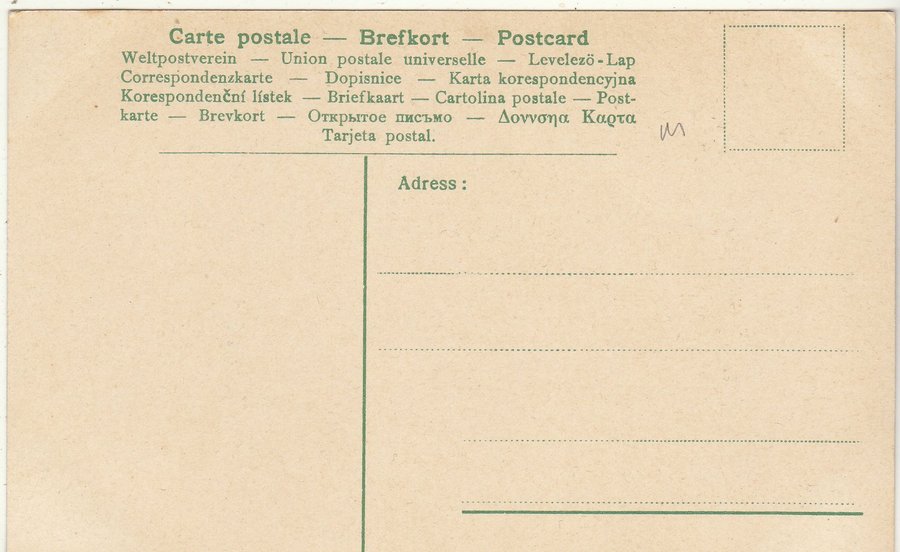 Carte postale — Brefkort — Postcard
Weltpostverein — Union postale universelle — Levelezö-Lap
Correspondenzkarte — Dopisnice — Karta korespondencyjna
Korespondenční lístek — Briefkaart — Cartolina postale — Post-
karte — Brevkort — Открытое письмо — Δοννσηα Καρτα
Tarjeta postal.
Adress: